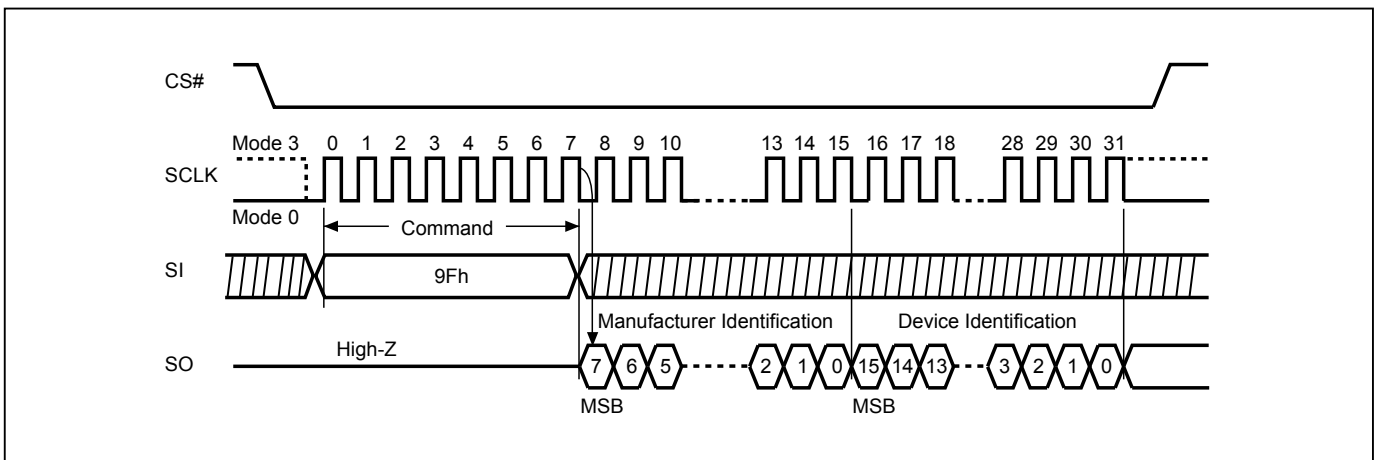 CS#
Mode 3 0 1 2 3 4 5 6 7 8 9 10 13 14 15 16 17 18 28 29 30 31
SCLK
Mode 0
Command
SI
9Fh
Manufacturer Identification Device Identification
High-Z
SO
7 6 5 2 1 0 15 14 13 3 2 1 0
MSB MSB